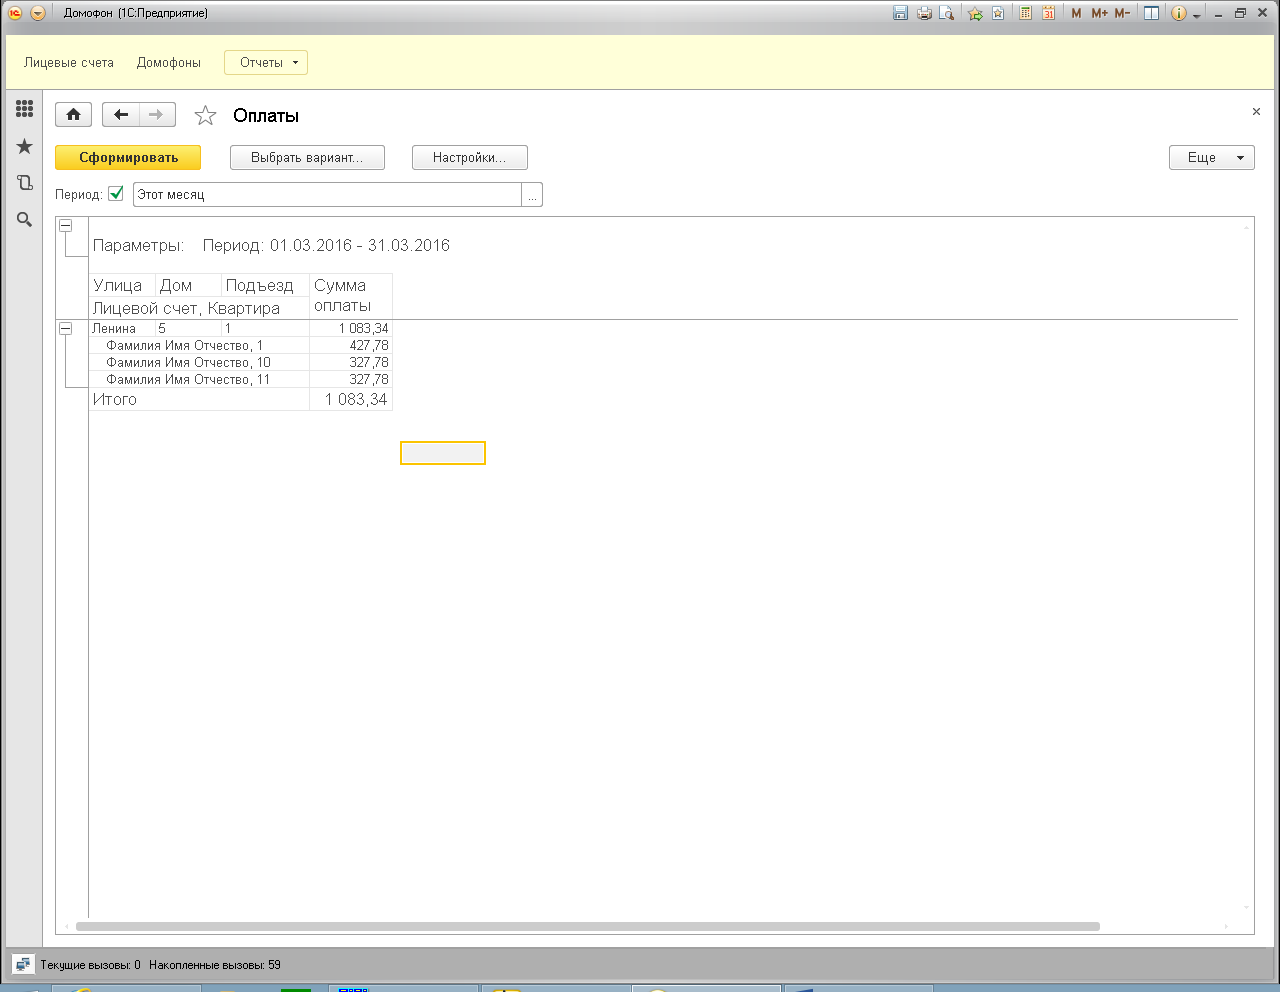 Домофон (1С:Предприятие)
M M+ M-
Лицевые счета Домофоны Отчеты
Оплаты
Сформировать Выбрать вариант... Настройки... Еще
Период: Этот месяц ...
Параметры: Период: 01.03.2016 - 31.03.2016
Улица Дом Подъезд Сумма оплаты
Лицевой счет, Квартира
Ленина 5 1 1 083,34
Фамилия Имя Отчество, 1 427,78
Фамилия Имя Отчество, 10 327,78
Фамилия Имя Отчество, 11 327,78
Итого 1 083,34
Текущие вызовы: 0 Накопленные вызовы: 59